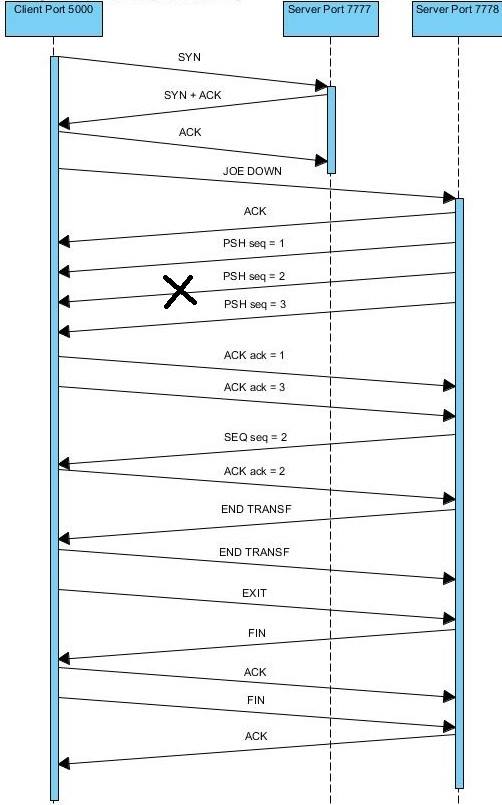 Client Port 5000
Server Port 7777
Server Port 7778
SYN
SYN + ACK
ACK
JOE DOWN
ACK
PSH seq = 1
PSH seq = 2
PSH seq = 3
ACK ack = 1
ACK ack = 3
SEQ seq = 2
ACK ack = 2
END TRANSF
END TRANSF
EXIT
FIN
ACK
FIN
ACK